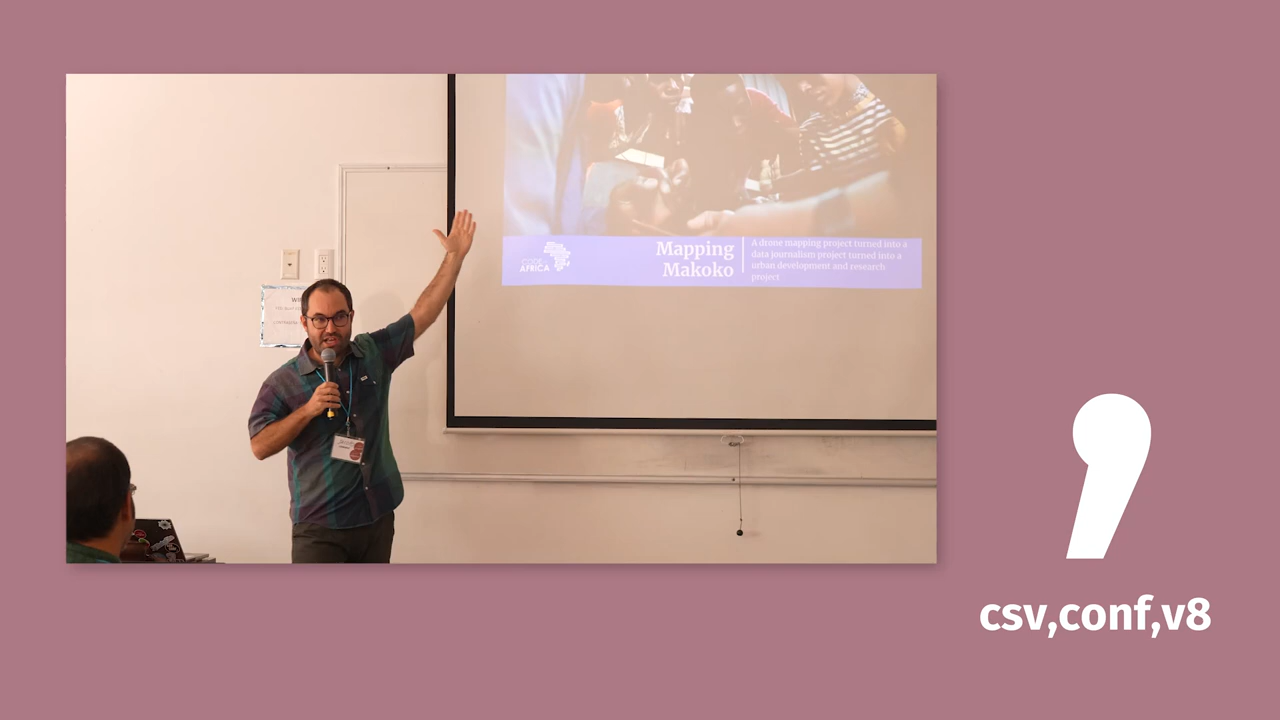 Mapping
Makoko
A drone mapping project turned into a
data journalism project turned into a
urban development and research
project
CODE
AFRICA
csv,conf,v8